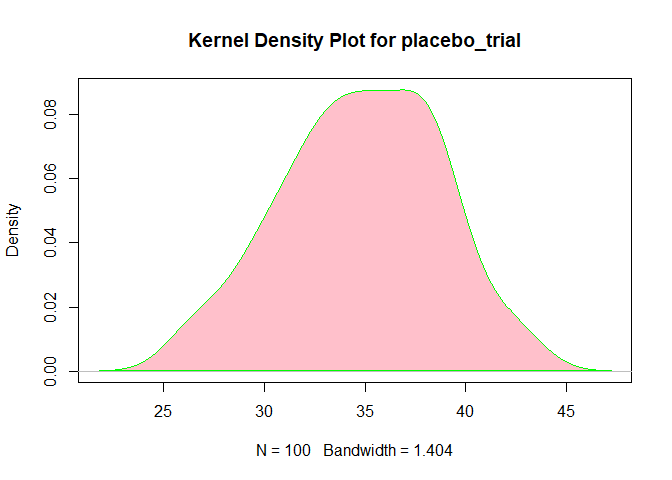 Kernel Density Plot for placebo_trial
Density
0.08
0.06
0.04
0.02
0.00
25 30 35 40 45
N = 100 Bandwidth = 1.404